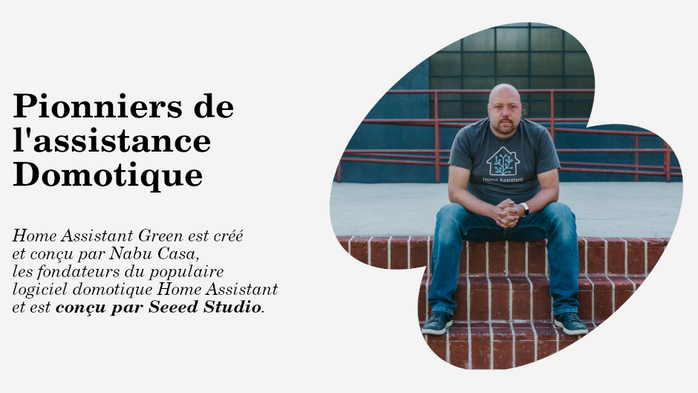 Pionniers de
l'assistance
Domotique
Home Assistant Green est créé
et conçu par Nabu Casa,
les fondateurs du populaire
logiciel domotique Home Assistant
et est conçu par Seeed Studio.
Home Assistant